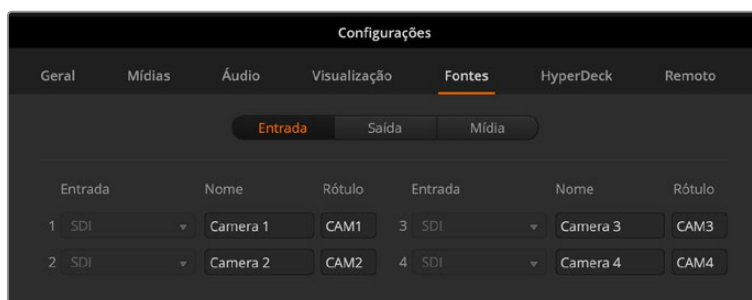 Configurações
Geral Mídias Áudio Visualização Fontes HyperDeck Remoto
Entrada Saída Mídia
Entrada Nome Rótulo Entrada Nome Rótulo
1 SDI Camera 1 CAM1 3 SDI Camera 3 CAM3
2 SDI Camera 2 CAM2 4 SDI Camera 4 CAM4